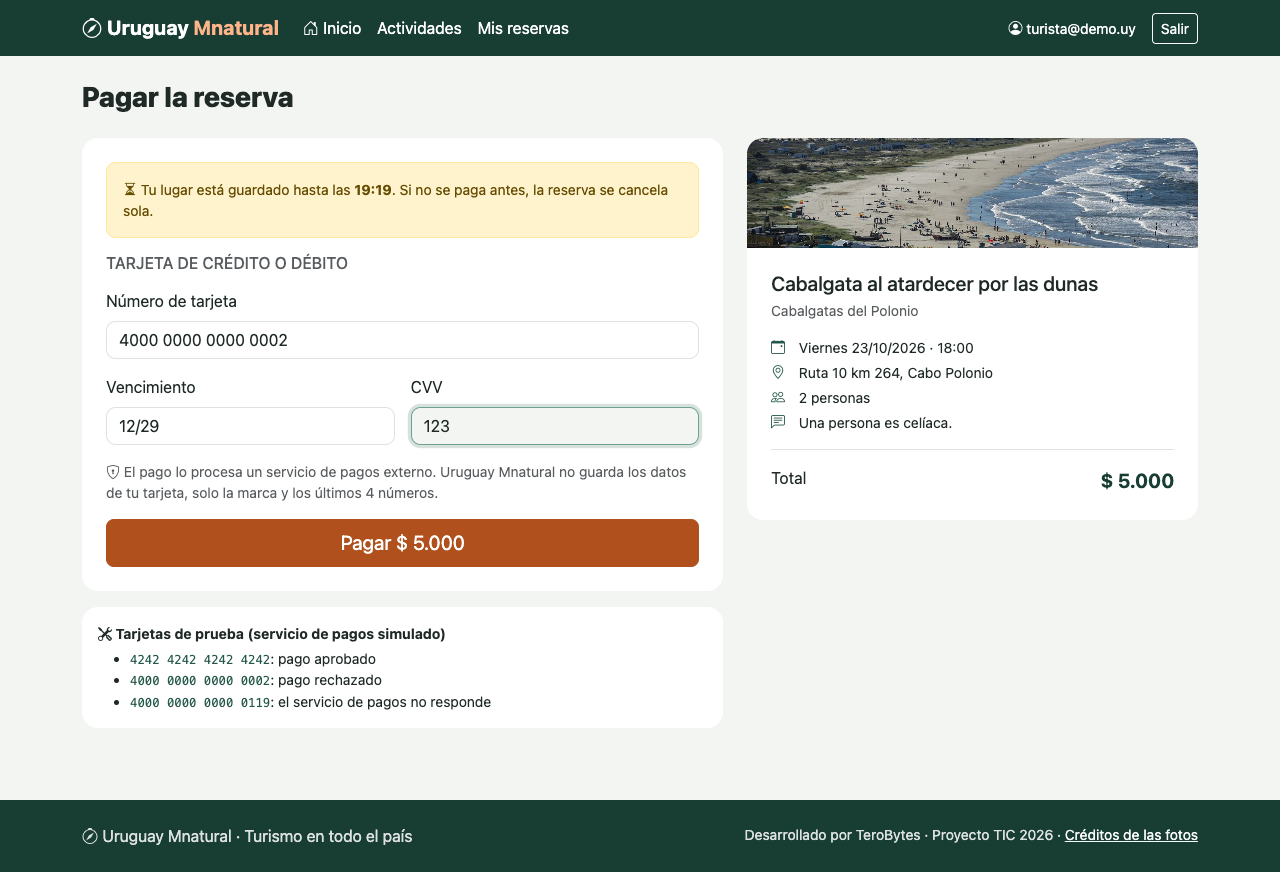 Uruguay Mnatural
Inicio
Actividades
Mis reservas
turista@demo.uy
Salir
Pagar la reserva
Tu lugar está guardado hasta las 19:19. Si no se paga antes, la reserva se cancela
sola.
TARJETA DE CRÉDITO O DÉBITO
Número de tarjeta
4000 0000 0000 0002
Vencimiento
CVV
12/29
123
El pago lo procesa un servicio de pagos externo. Uruguay Mnatural no guarda los datos
de tu tarjeta, solo la marca y los últimos 4 números.
Pagar $ 5.000
Tarjetas de prueba (servicio de pagos simulado)
4242 4242 4242 4242: pago aprobado
4000 0000 0000 0002: pago rechazado
4000 0000 0000 0119: el servicio de pagos no responde
Cabalgata al atardecer por las dunas
Cabalgatas del Polonio
Viernes 23/10/2026 · 18:00
Ruta 10 km 264, Cabo Polonio
2 personas
Una persona es celíaca.
Total
$ 5.000
Uruguay Mnatural · Turismo en todo el país
Desarrollado por TeroBytes · Proyecto TIC 2026 · Créditos de las fotos